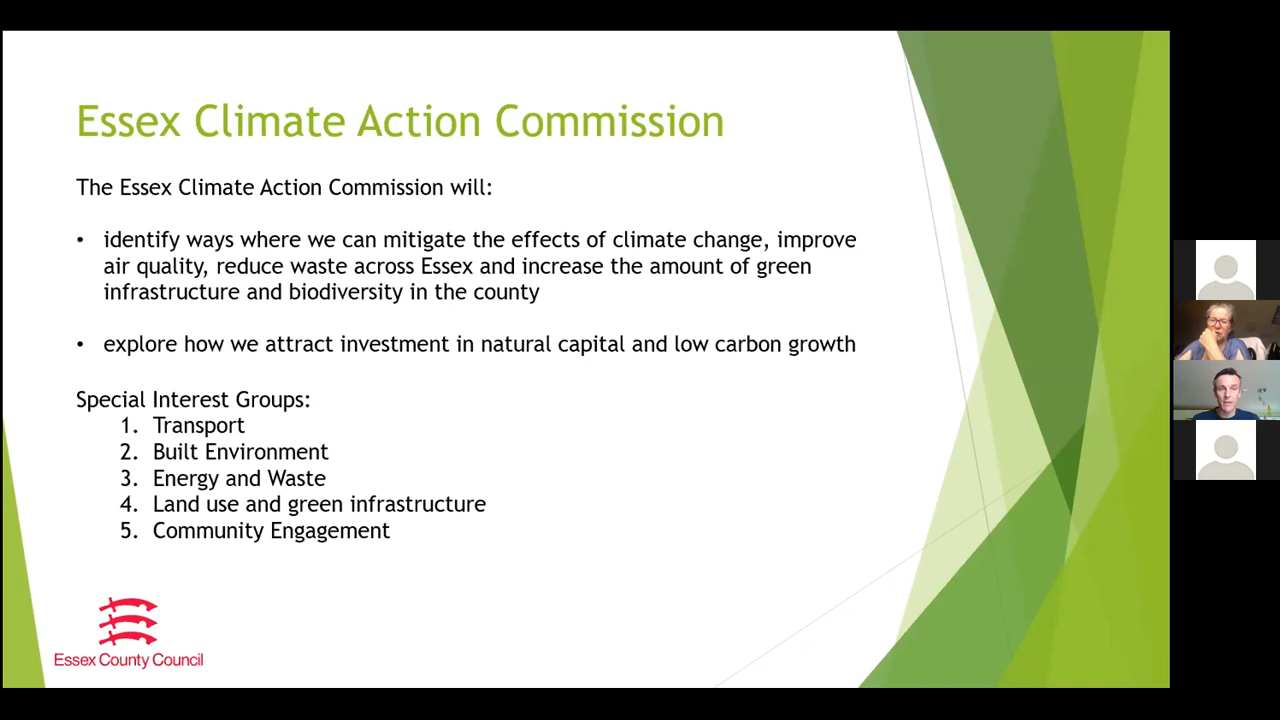 Essex Climate Action Commission
The Essex Climate Action Commission will:
• identify ways where we can mitigate the effects of climate change, improve
air quality, reduce waste across Essex and increase the amount of green
infrastructure and biodiversity in the county
• explore how we attract investment in natural capital and low carbon growth
Special Interest Groups:
1. Transport
2. Built Environment
3. Energy and Waste
4. Land use and green infrastructure
5. Community Engagement
Essex County Council